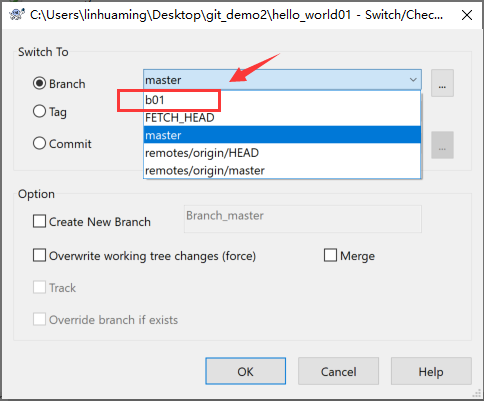 C:\Users\linhuaming\Desktop\git_demo2\hello_world01 - Switch/Chec...
Switch To
Branch
master
...
b01
Tag
FETCH_HEAD
master
Commit
...
remotes/origin/HEAD
remotes/origin/master
Option
Create New Branch
Branch_master
Overwrite working tree changes (force)
Merge
Track
Override branch if exists
OK
Cancel
Help